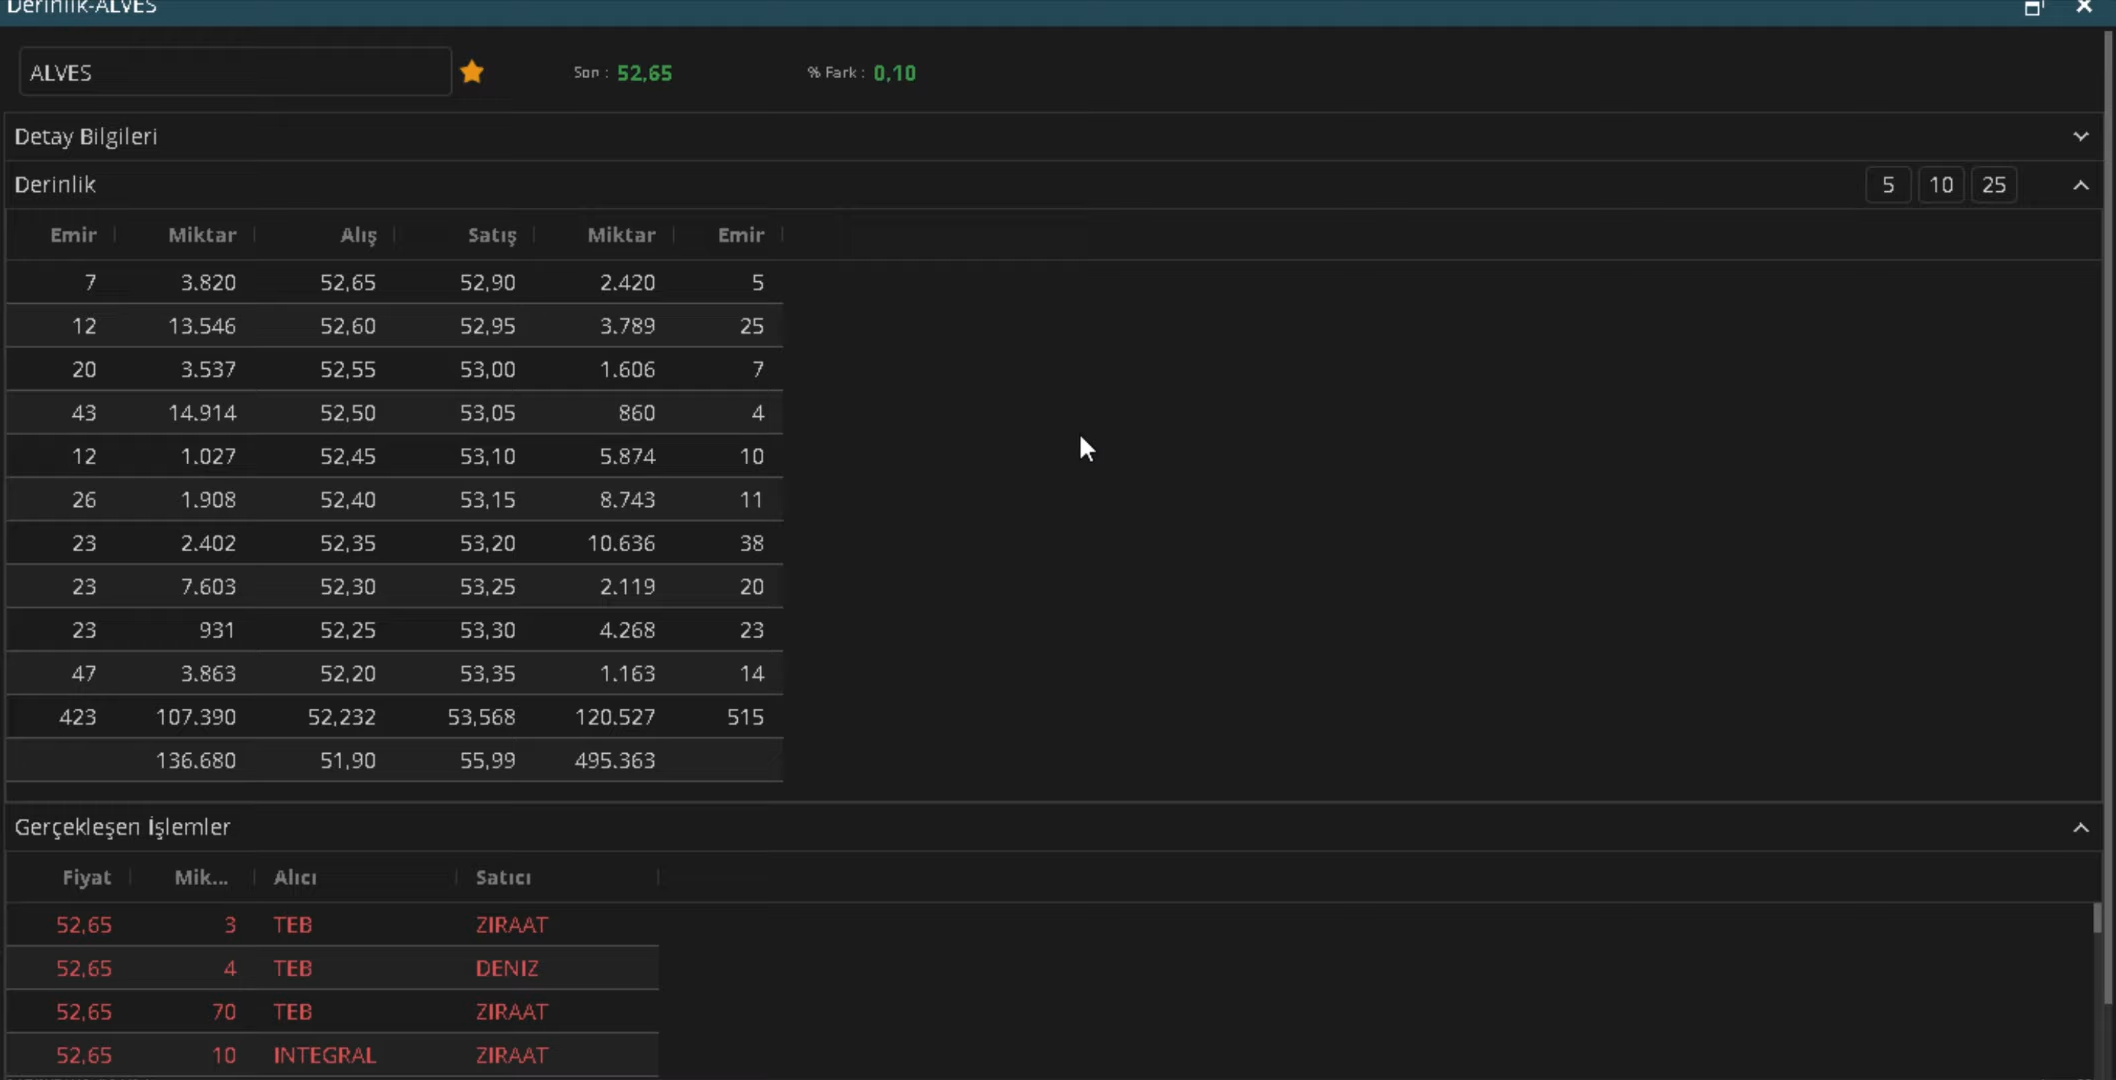 Derinlik-ALVES
ALVES Son : 52,65 % Fark : 0,10
Detay Bilgileri
Derinlik 5 10 25
Emir Miktar Alış Satış Miktar Emir
7 3.820 52,65 52,90 2.420 5
12 13.546 52,60 52,95 3.789 25
20 3.537 52,55 53,00 1.606 7
43 14.914 52,50 53,05 860 4
12 1.027 52,45 53,10 5.874 10
26 1.908 52,40 53,15 8.743 11
23 2.402 52,35 53,20 10.636 38
23 7.603 52,30 53,25 2.119 20
23 931 52,25 53,30 4.268 23
47 3.863 52,20 53,35 1.163 14
423 107.390 52,232 53,568 120.527 515
136.680 51,90 55,99 495.363
Gerçekleşen İşlemler
Fiyat Mik... Alıcı Satıcı
52,65 3 TEB ZIRAAT
52,65 4 TEB DENIZ
52,65 70 TEB ZIRAAT
52,65 10 INTEGRAL ZIRAAT